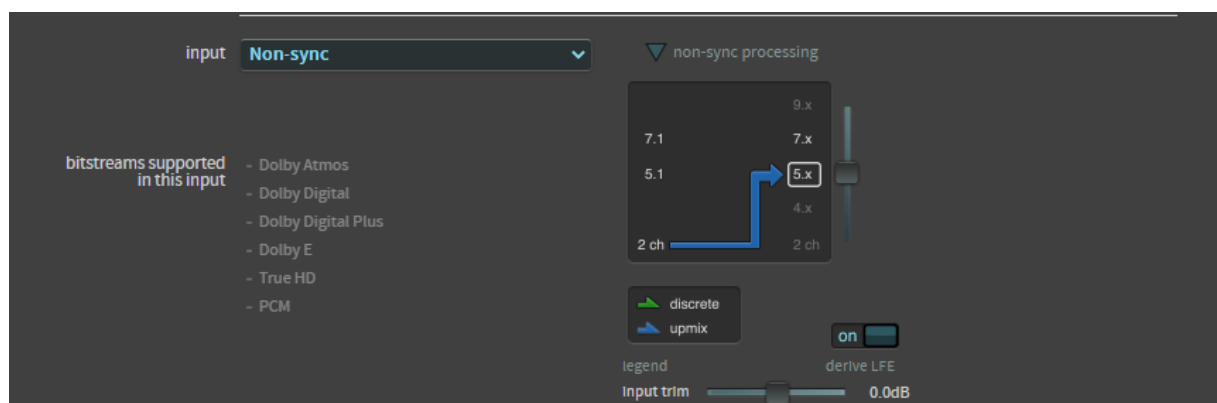 input
Non-sync
non-sync processing
bitstreams supported
in this input
- Dolby Atmos
- Dolby Digital
- Dolby Digital Plus
- Dolby E
- True HD
- PCM
9.x
7.1
7.x
5.1
5.x
4.x
2 ch
2 ch
discrete
upmix
on
legend
derive LFE
input trim
0.0dB